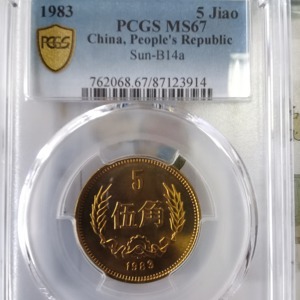 1983 5 Jiao
PCGS MS67
China, People's Republic
Sun-B14a
762068.67/87123914
PCGS
5
伍角
1983